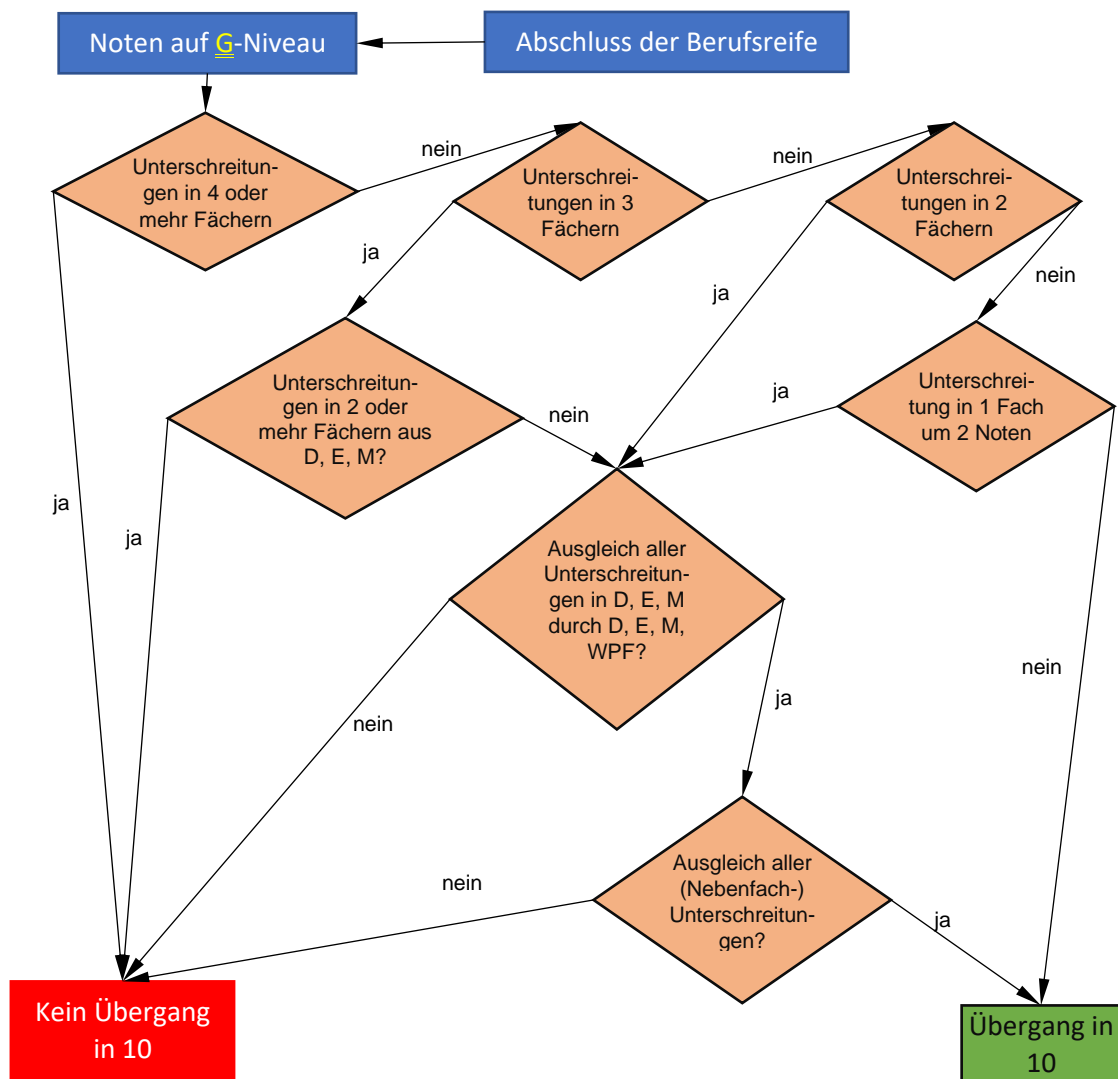 Noten auf G-Niveau
Abschluss der Berufsreife
Unterschreitun-
gen in 4 oder
mehr Fächern
nein
Unterschrei-
tungen in 3
Fächern
nein
Unterschrei-
tungen in 2
Fächern
ja
ja
nein
Unterschreitun-
gen in 2 oder
mehr Fächern aus
D, E, M?
nein
ja
Unterschrei-
tung in 1 Fach
um 2 Noten
ja
ja
Ausgleich aller
Unterschreitun-
gen in D, E, M
durch D, E, M,
WPF?
nein
nein
ja
Ausgleich aller
(Nebenfach-)
Unterschreitun-
gen?
nein
ja
Kein Übergang
in 10
Übergang in
10